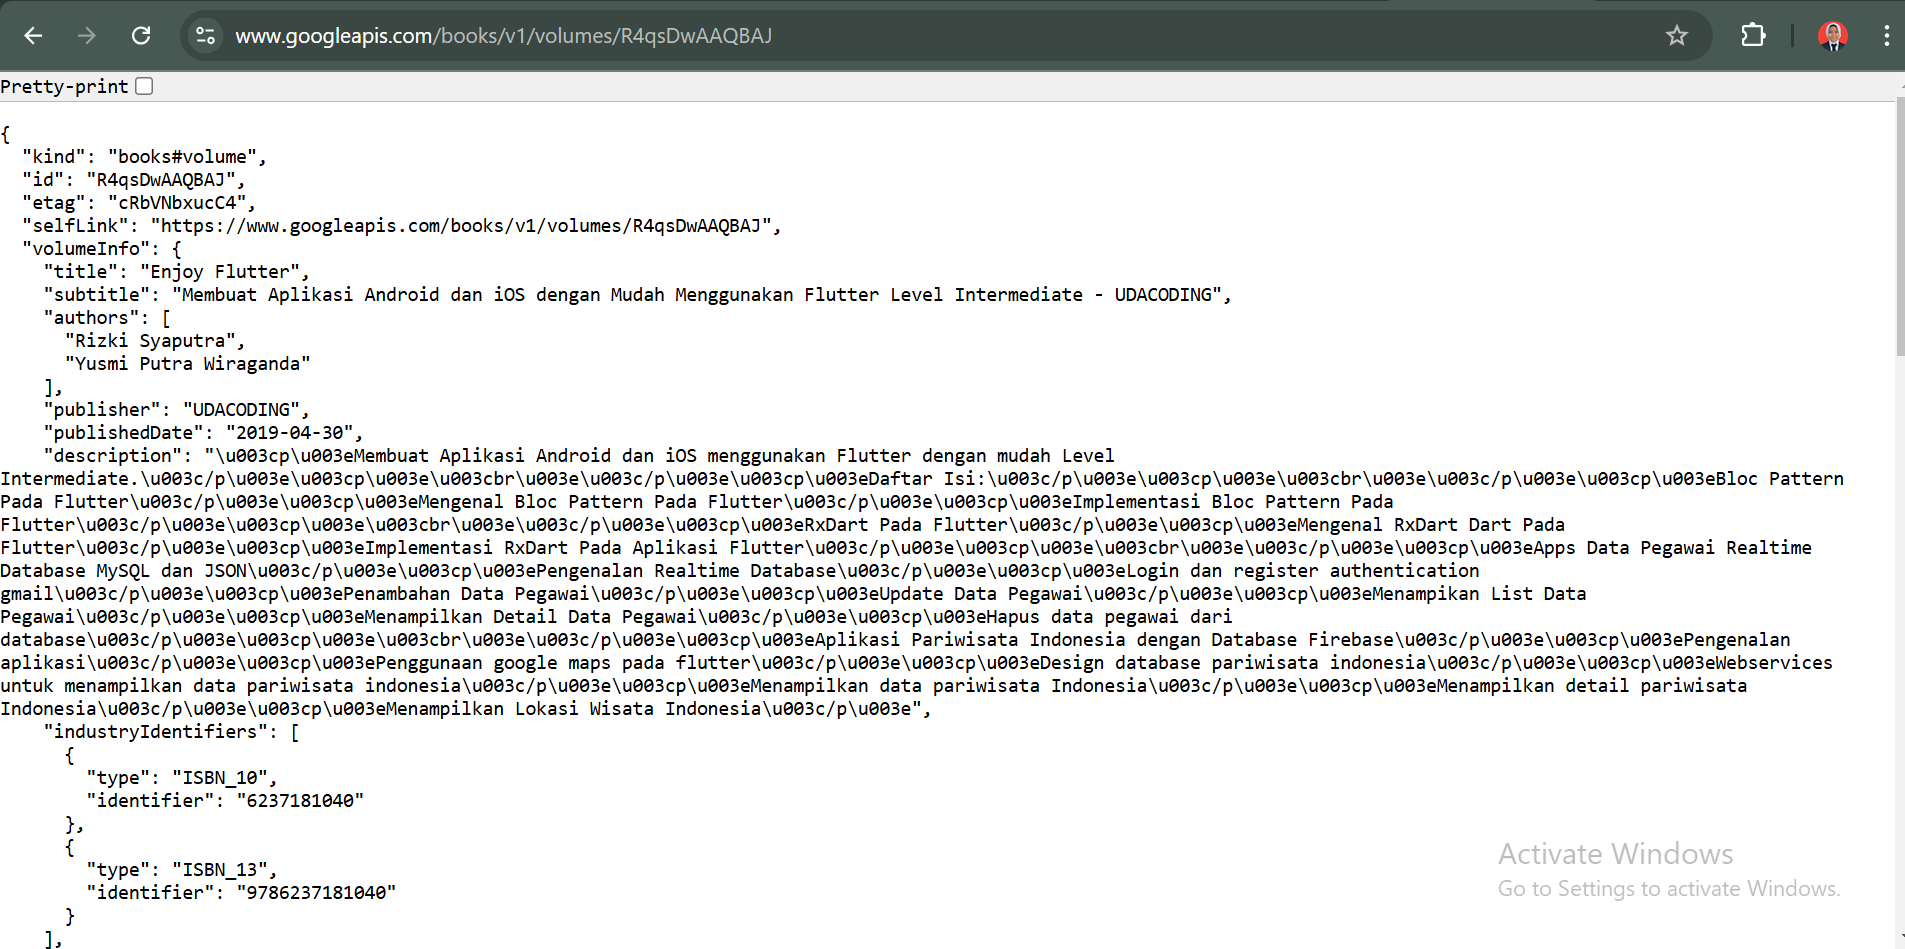 www.googleapis.com/books/v1/volumes/R4qsDwAAQBAJ
Pretty-print
{
  "kind": "books#volume",
  "id": "R4qsDwAAQBAJ",
  "etag": "cRbVNbxucC4",
  "selfLink": "https://www.googleapis.com/books/v1/volumes/R4qsDwAAQBAJ",
  "volumeInfo": {
    "title": "Enjoy Flutter",
    "subtitle": "Membuat Aplikasi Android dan iOS dengan Mudah Menggunakan Flutter Level Intermediate - UDACODING",
    "authors": [
      "Rizki Syaputra",
      "Yusmi Putra Wiraganda"
    ],
    "publisher": "UDACODING",
    "publishedDate": "2019-04-30",
    "description": "\u003cp\u003eMembuat Aplikasi Android dan iOS menggunakan Flutter dengan mudah Level
Intermediate.\u003c/p\u003e\u003cp\u003e\u003cbr\u003e\u003c/p\u003e\u003cp\u003eDaftar Isi:\u003c/p\u003e\u003cp\u003e\u003cbr\u003e\u003c/p\u003e\u003cp\u003eBloc Pattern
Pada Flutter\u003c/p\u003e\u003cp\u003eMengenal Bloc Pattern Pada Flutter\u003c/p\u003e\u003cp\u003eImplementasi Bloc Pattern Pada
Flutter\u003c/p\u003e\u003cp\u003e\u003cbr\u003e\u003c/p\u003e\u003cp\u003eRxDart Pada Flutter\u003c/p\u003e\u003cp\u003eMengenal RxDart Dart Pada
Flutter\u003c/p\u003e\u003cp\u003eImplementasi RxDart Pada Aplikasi Flutter\u003c/p\u003e\u003cp\u003e\u003cbr\u003e\u003c/p\u003e\u003cp\u003eApps Data Pegawai Realtime
Database MySQL dan JSON\u003c/p\u003e\u003cp\u003ePengenalan Realtime Database\u003c/p\u003e\u003cp\u003eLogin dan register authentication
gmail\u003c/p\u003e\u003cp\u003ePenambahan Data Pegawai\u003c/p\u003e\u003cp\u003eUpdate Data Pegawai\u003c/p\u003e\u003cp\u003eMenampikan List Data
Pegawai\u003c/p\u003e\u003cp\u003eMenampilkan Detail Data Pegawai\u003c/p\u003e\u003cp\u003eHapus data pegawai dari
database\u003c/p\u003e\u003cp\u003e\u003cbr\u003e\u003c/p\u003e\u003cp\u003eAplikasi Pariwisata Indonesia dengan Database Firebase\u003c/p\u003e\u003cp\u003ePengenalan
aplikasi\u003c/p\u003e\u003cp\u003ePenggunaan google maps pada flutter\u003c/p\u003e\u003cp\u003eDesign database pariwisata indonesia\u003c/p\u003e\u003cp\u003eWebservices
untuk menampilkan data pariwisata indonesia\u003c/p\u003e\u003cp\u003eMenampilkan data pariwisata Indonesia\u003c/p\u003e\u003cp\u003eMenampilkan detail pariwisata
Indonesia\u003c/p\u003e\u003cp\u003eMenampilkan Lokasi Wisata Indonesia\u003c/p\u003e",
    "industryIdentifiers": [
      {
        "type": "ISBN_10",
        "identifier": "6237181040"
      },
      {
        "type": "ISBN_13",
        "identifier": "9786237181040"
      }
    ],
Activate Windows
Go to Settings to activate Windows.